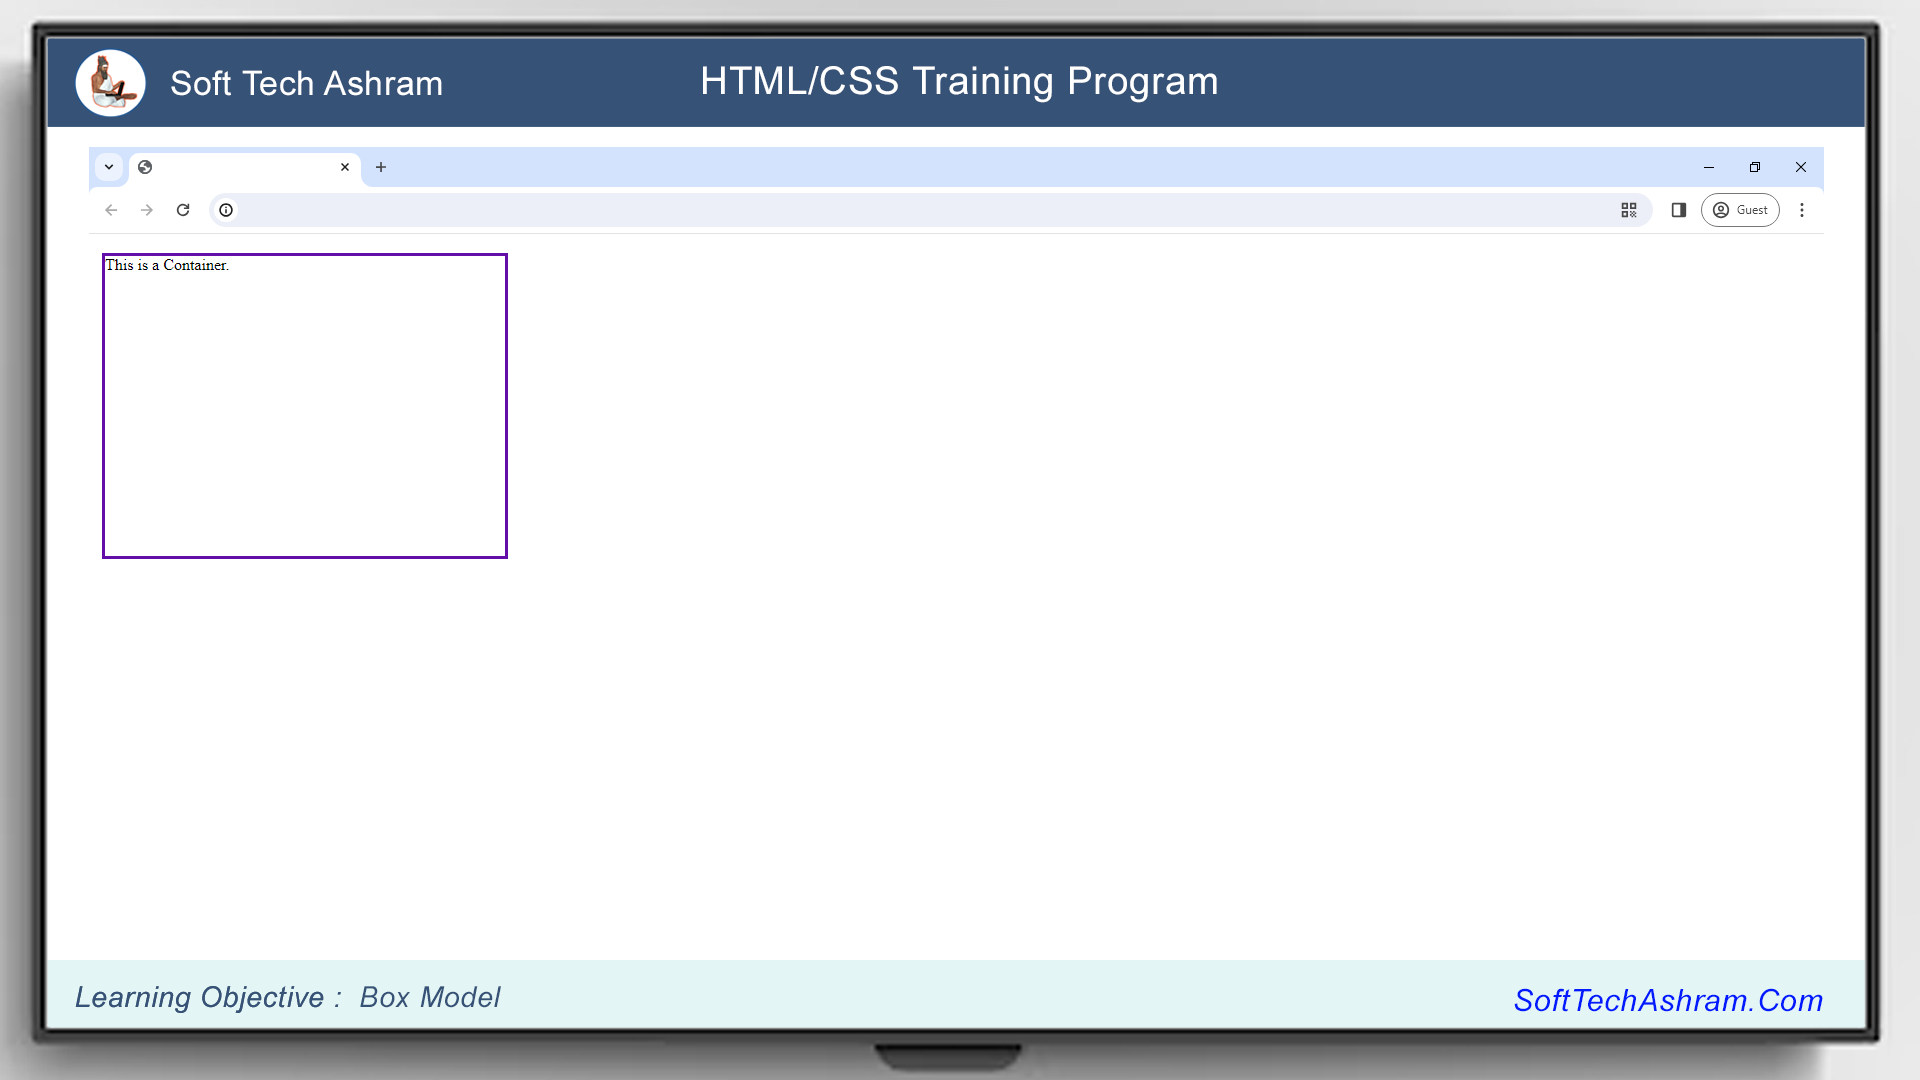 Soft Tech Ashram
HTML/CSS Training Program
Guest
This is a Container.
Learning Objective : Box Model
SoftTechAshram.Com